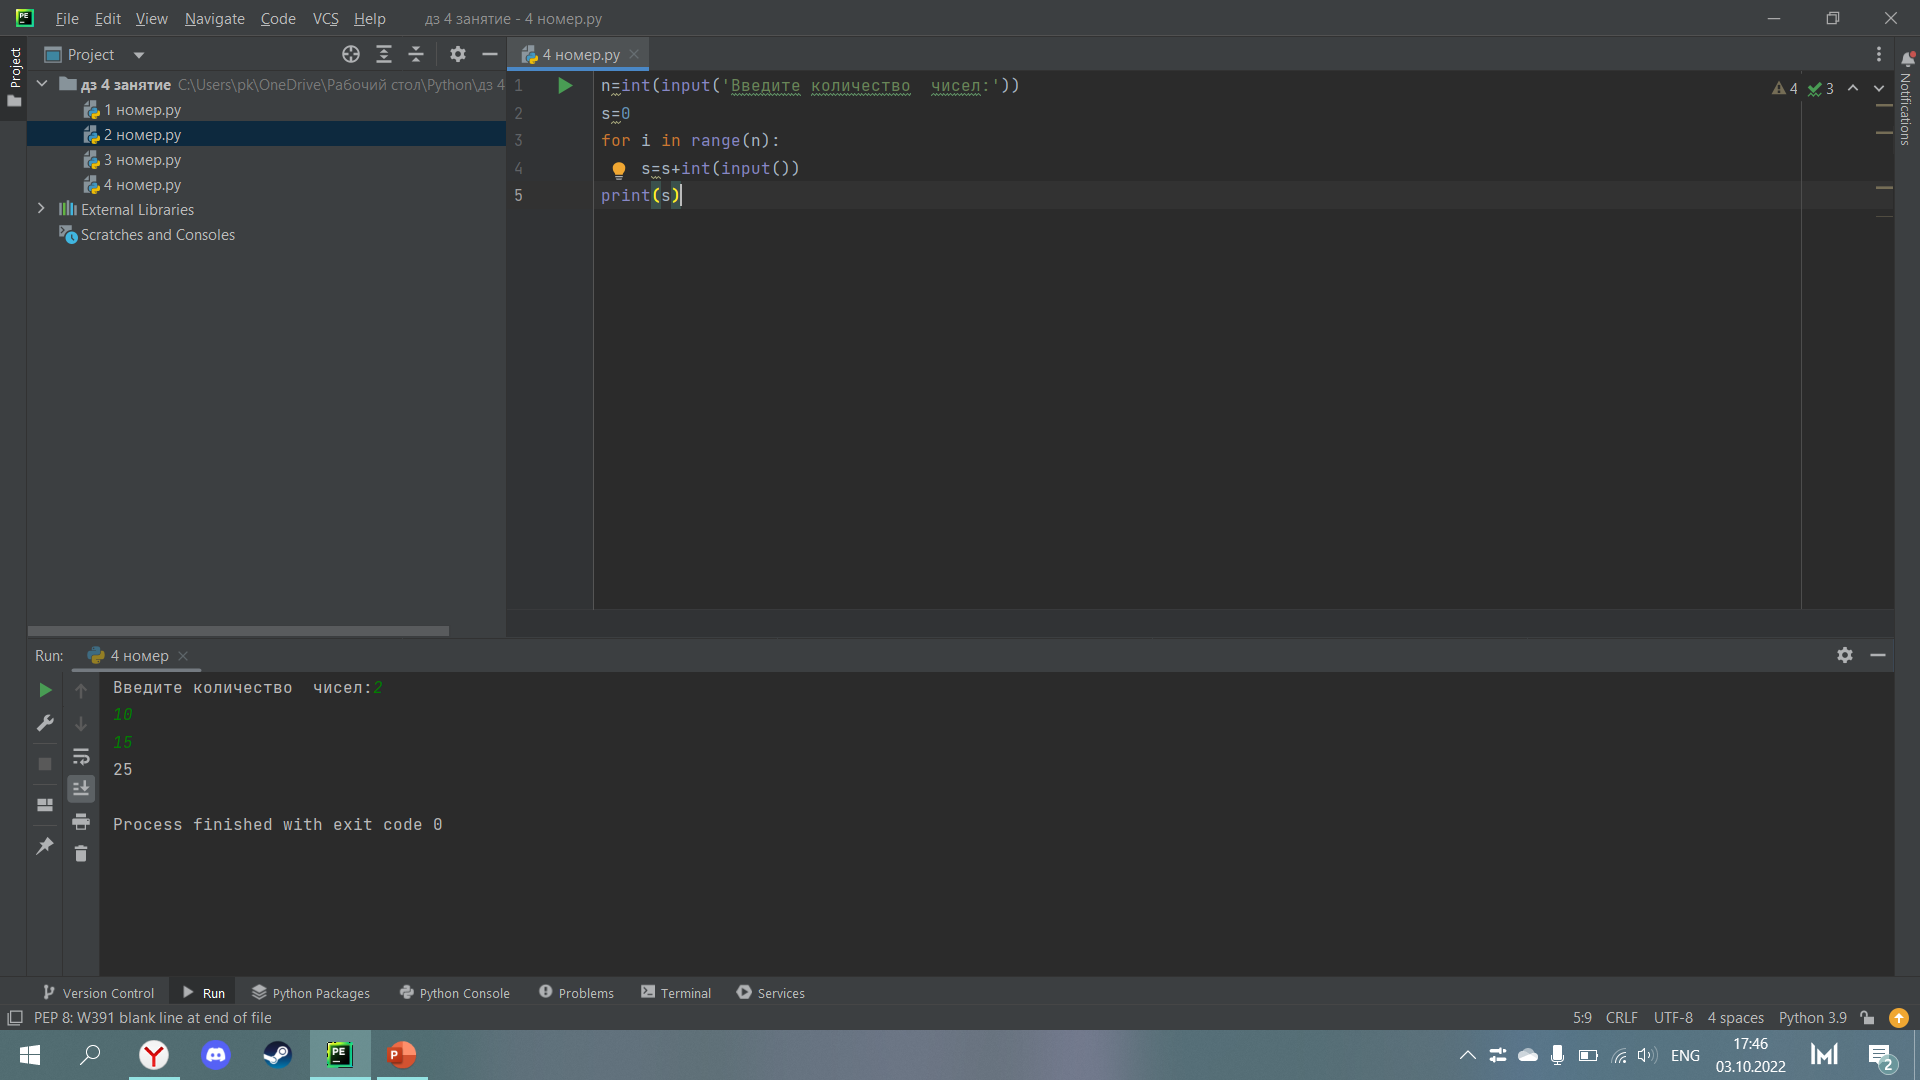 File Edit View Navigate Code VCS Help дз 4 занятие - 4 номер.py
Project
Project
4 номер.py
дз 4 занятие C:\Users\pk\OneDrive\Рабочий стол\Python\дз 4
1 номер.py
2 номер.py
3 номер.py
4 номер.py
External Libraries
Scratches and Consoles
1 n=int(input('Введите количество  чисел:'))
2 s=0
3 for i in range(n):
4 s=s+int(input())
5 print(s)
4 3
Notifications
Run: 4 номер
Введите количество  чисел:2
10
15
25
Process finished with exit code 0
Version Control Run Python Packages Python Console Problems Terminal Services
PEP 8: W391 blank line at end of file
5:9 CRLF UTF-8 4 spaces Python 3.9
ENG
17:46
03.10.2022
2